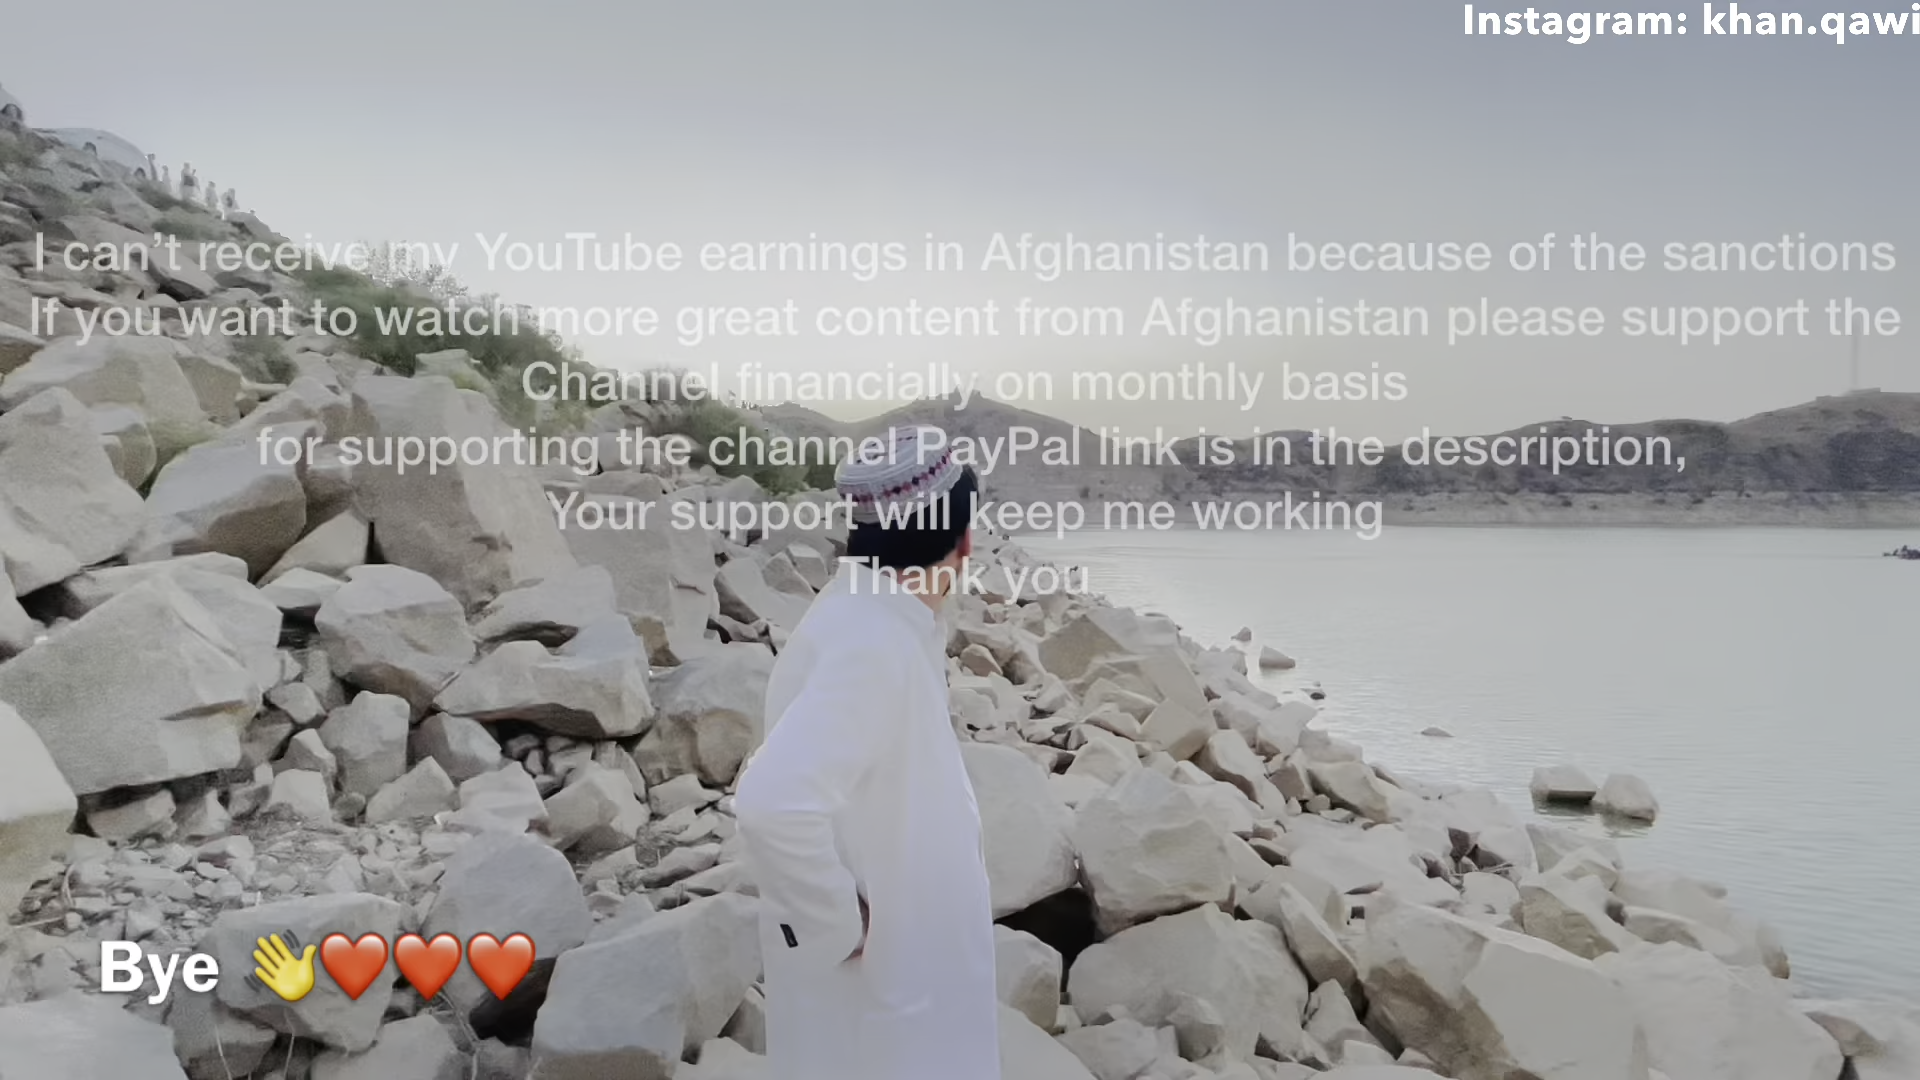 Instagram: khan.qawi
I can’t receive my YouTube earnings in Afghanistan because of the sanctions
If you want to watch more great content from Afghanistan please support the
Channel financially on monthly basis
for supporting the channel PayPal link is in the description,
Your support will keep me working
Thank you
Bye 👋❤️❤️❤️